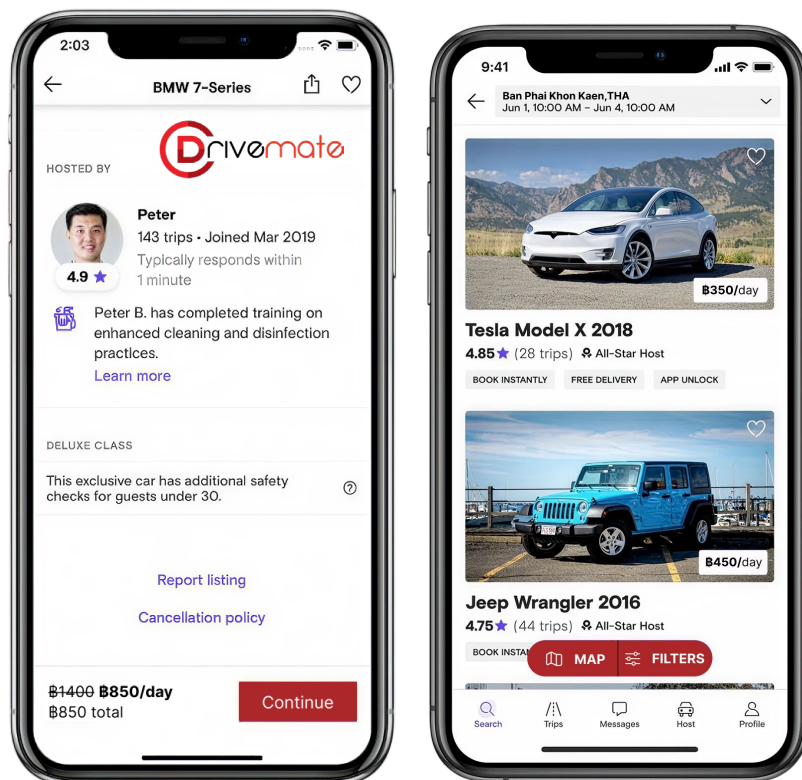 2:03
BMW 7-Series
Drivemate
HOSTED BY
Peter
143 trips • Joined Mar 2019
Typically responds within
1 minute
4.9 ★
Peter B. has completed training on
enhanced cleaning and disinfection
practices.
Learn more
DELUXE CLASS
This exclusive car has additional safety
checks for guests under 30.
Report listing
Cancellation policy
฿1400 ฿850/day
฿850 total
Continue
9:41
Ban Phai Khon Kaen,THA
Jun 1, 10:00 AM – Jun 4, 10:00 AM
฿350/day
Tesla Model X 2018
4.85★ (28 trips) All-Star Host
BOOK INSTANTLY FREE DELIVERY APP UNLOCK
฿450/day
Jeep Wrangler 2016
4.75★ (44 trips) All-Star Host
BOOK INSTAN
MAP FILTERS
Search Trips Messages Host Profile